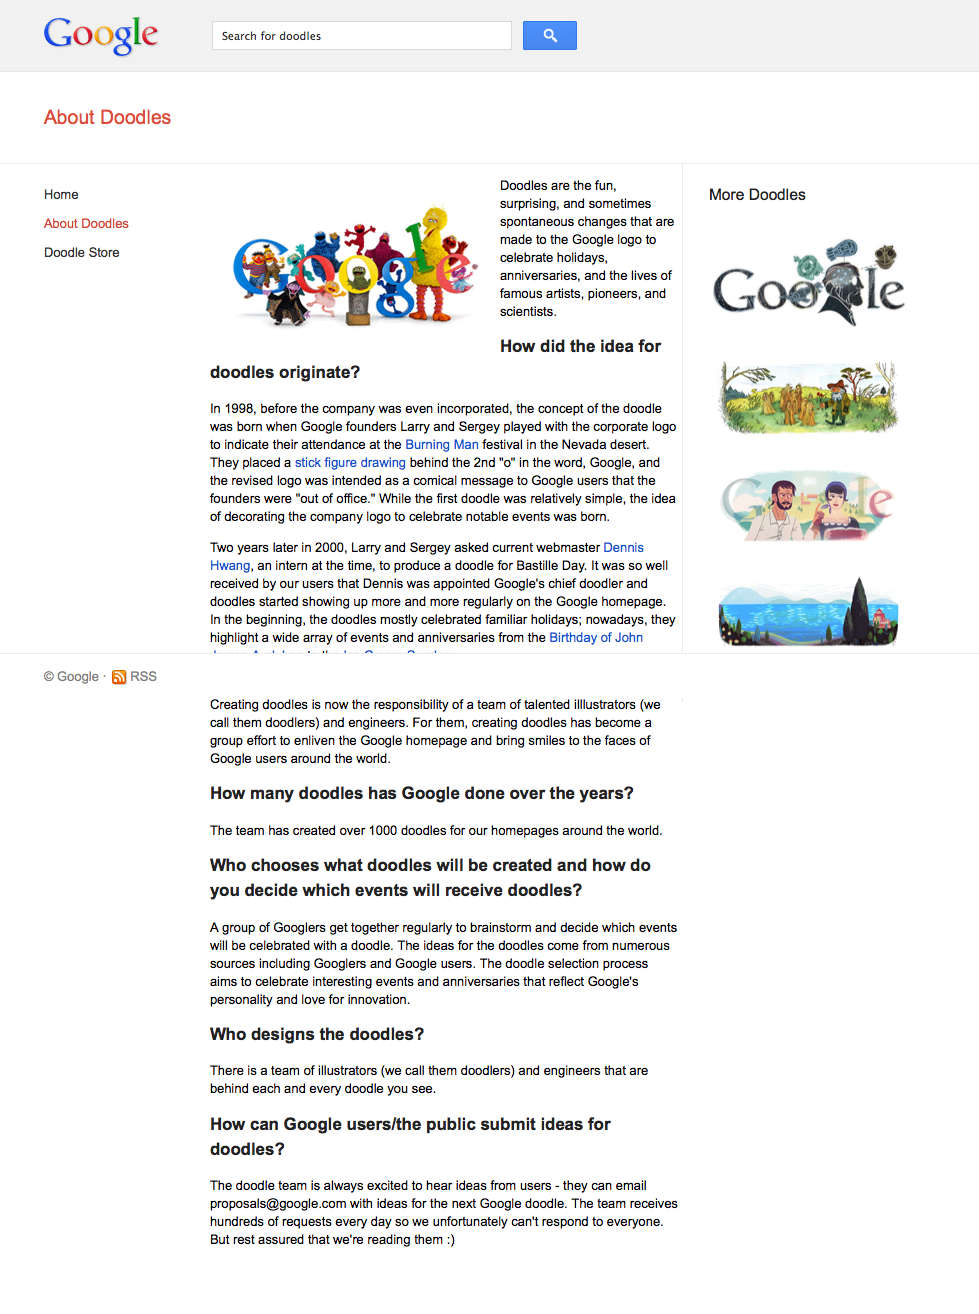 Google
Search for doodles
About Doodles
Home
About Doodles
Doodle Store
Google
Doodles are the fun,
surprising, and sometimes
spontaneous changes that are
made to the Google logo to
celebrate holidays,
anniversaries, and the lives of
famous artists, pioneers, and
scientists.
How did the idea for
doodles originate?
In 1998, before the company was even incorporated, the concept of the doodle
was born when Google founders Larry and Sergey played with the corporate logo
to indicate their attendance at the Burning Man festival in the Nevada desert.
They placed a stick figure drawing behind the 2nd "o" in the word, Google, and
the revised logo was intended as a comical message to Google users that the
founders were "out of office." While the first doodle was relatively simple, the idea
of decorating the company logo to celebrate notable events was born.
Two years later in 2000, Larry and Sergey asked current webmaster Dennis
Hwang, an intern at the time, to produce a doodle for Bastille Day. It was so well
received by our users that Dennis was appointed Google's chief doodler and
doodles started showing up more and more regularly on the Google homepage.
In the beginning, the doodles mostly celebrated familiar holidays; nowadays, they
highlight a wide array of events and anniversaries from the Birthday of John
More Doodles
Google
Google
© Google · RSS
Creating doodles is now the responsibility of a team of talented illlustrators (we
call them doodlers) and engineers. For them, creating doodles has become a
group effort to enliven the Google homepage and bring smiles to the faces of
Google users around the world.
How many doodles has Google done over the years?
The team has created over 1000 doodles for our homepages around the world.
Who chooses what doodles will be created and how do
you decide which events will receive doodles?
A group of Googlers get together regularly to brainstorm and decide which events
will be celebrated with a doodle. The ideas for the doodles come from numerous
sources including Googlers and Google users. The doodle selection process
aims to celebrate interesting events and anniversaries that reflect Google's
personality and love for innovation.
Who designs the doodles?
There is a team of illustrators (we call them doodlers) and engineers that are
behind each and every doodle you see.
How can Google users/the public submit ideas for
doodles?
The doodle team is always excited to hear ideas from users - they can email
proposals@google.com with ideas for the next Google doodle. The team receives
hundreds of requests every day so we unfortunately can't respond to everyone.
But rest assured that we're reading them :)